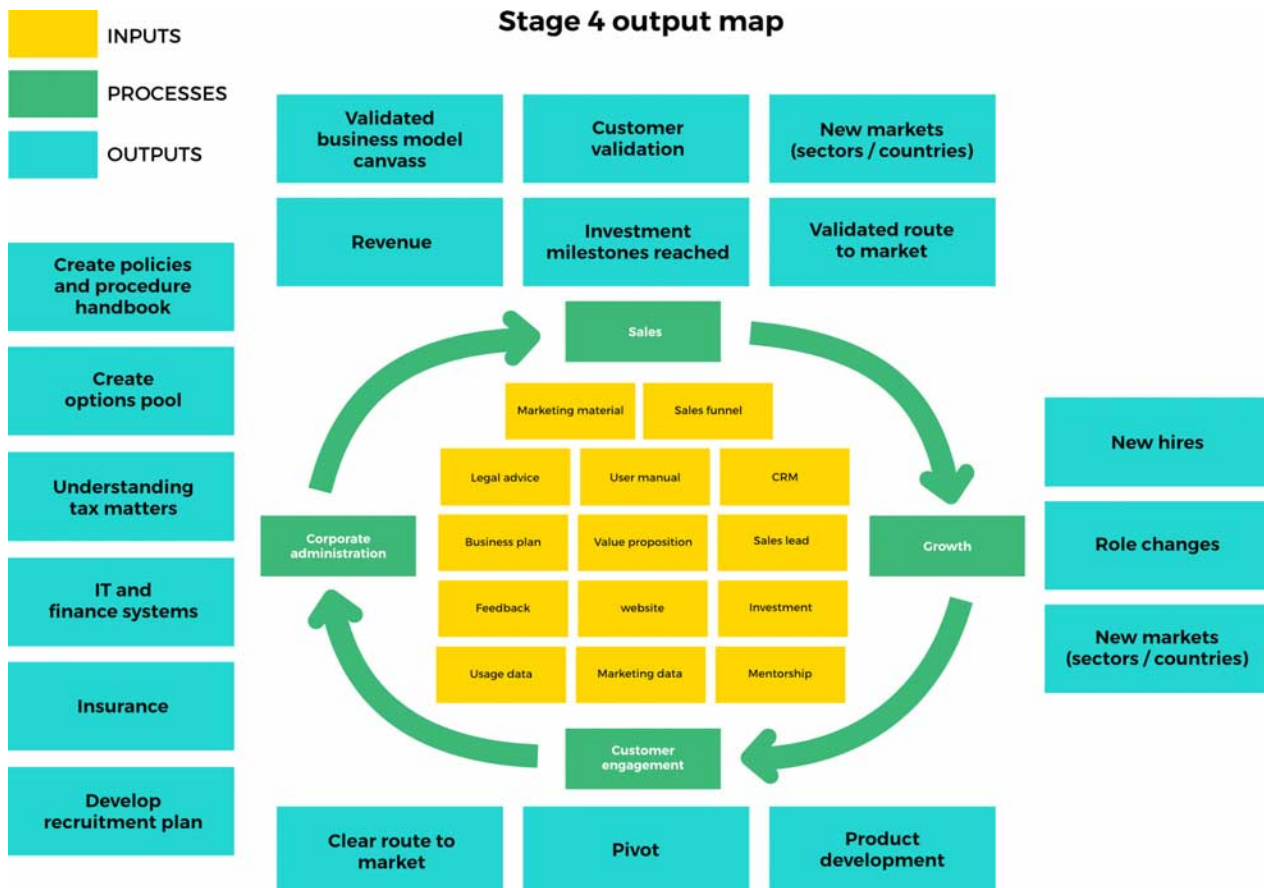 Stage 4 output map
INPUTS
PROCESSES
OUTPUTS
Validated
business model
canvass
Customer
validation
New markets
(sectors / countries)
Revenue
Investment
milestones reached
Validated route
to market
Create policies
and procedure
handbook
Create
options pool
Understanding
tax matters
IT and
finance systems
Insurance
Develop
recruitment plan
Sales
Marketing material
Sales funnel
Legal advice
User manual
CRM
Corporate
administration
Business plan
Value proposition
Sales lead
Growth
Feedback
website
Investment
Usage data
Marketing data
Mentorship
Customer
engagement
New hires
Role changes
New markets
(sectors / countries)
Clear route to
market
Pivot
Product
development